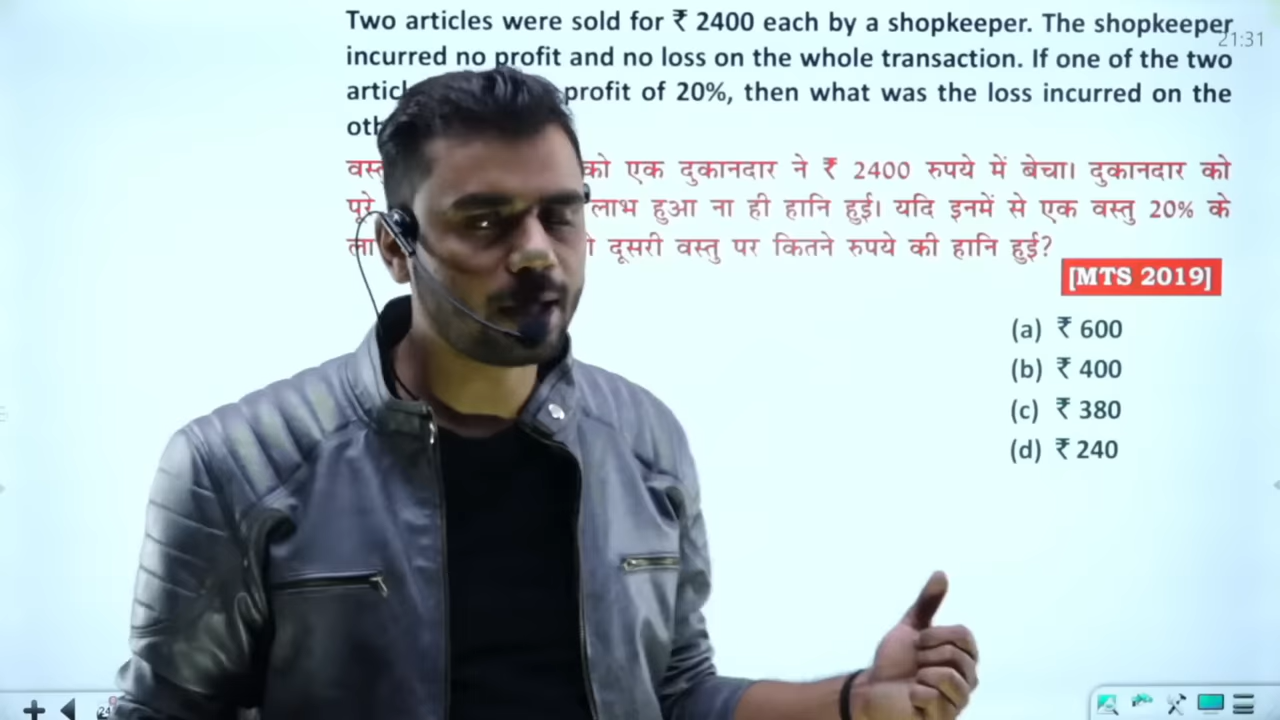 Two articles were sold for ₹ 2400 each by a shopkeeper. The shopkeeper
21:31
incurred no profit and no loss on the whole transaction. If one of the two
profit of 20%, then what was the loss incurred on the
को एक दुकानदार ने ₹ 2400 रुपये में बेचा। दुकानदार को
लाभ हुआ ना ही हानि हुई। यदि इनमें से एक वस्तु 20% के
दूसरी वस्तु पर कितने रुपये की हानि हुई?
[MTS 2019]
(a) ₹ 600
(b) ₹ 400
(c) ₹ 380
(d) ₹ 240